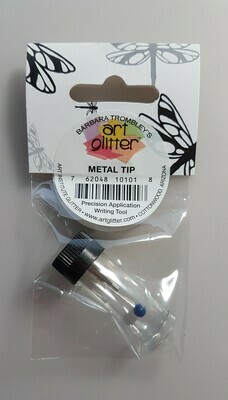 BARBARA TROMBLEY'S
art
glitter
METAL TIP
7 62048 10101 8
Precision Application
Writing Tool
ART INSTITUTE GLITTER • www.artglitter.com • COTTONWOOD, ARIZONA